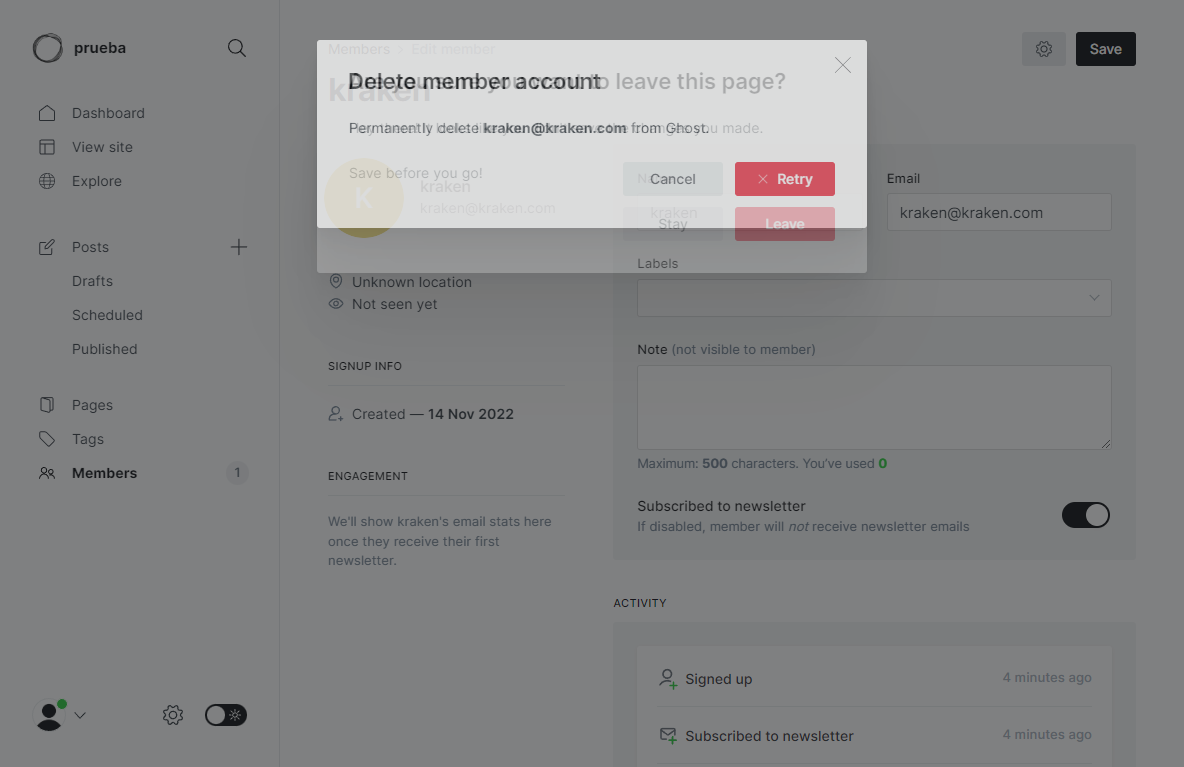 prueba
Dashboard
View site
Explore
Posts
Drafts
Scheduled
Published
Pages
Tags
Members 1
Members Edit member
Save
kraken
Delete member account
Are you sure you want to leave this page?
Permanently delete kraken@kraken.com from Ghost.
Save before you go!
Cancel Retry
Stay Leave
K
kraken
kraken@kraken.com
Unknown location
Not seen yet
SIGNUP INFO
Created — 14 Nov 2022
ENGAGEMENT
We'll show kraken's email stats here
once they receive their first
newsletter.
kraken
Email
kraken@kraken.com
Labels
Note (not visible to member)
Maximum: 500 characters. You've used 0
Subscribed to newsletter
If disabled, member will not receive newsletter emails
ACTIVITY
Signed up 4 minutes ago
Subscribed to newsletter 4 minutes ago